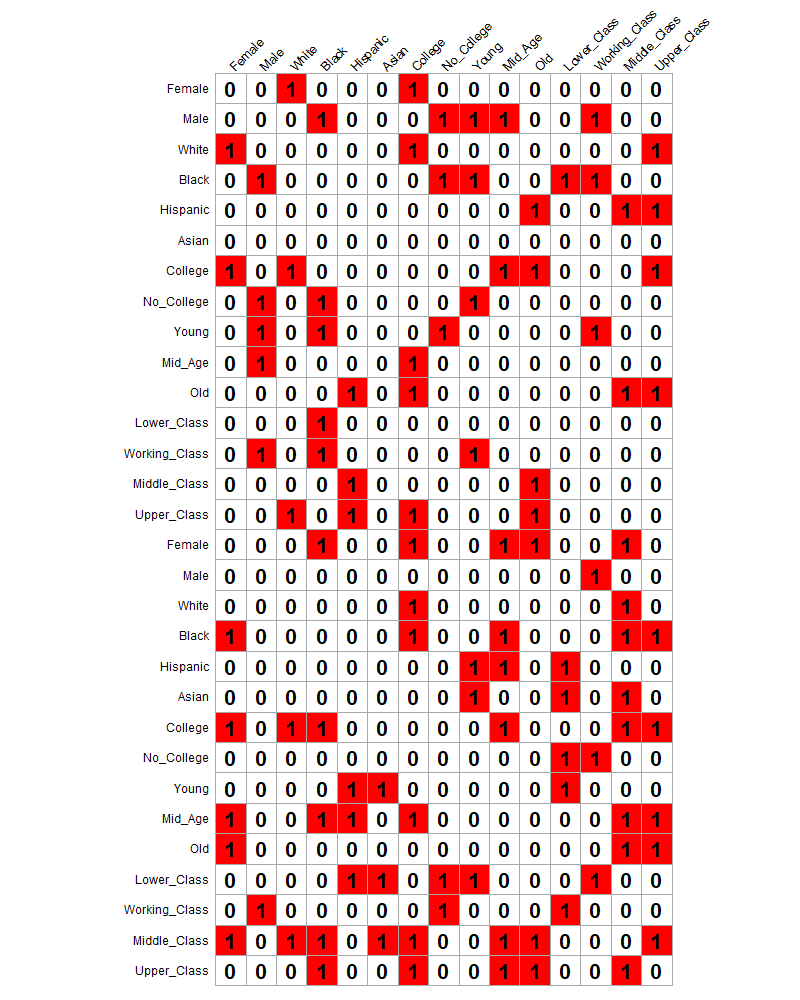 Female Male White Black Hispanic Asian College No_College Young Mid_Age Old Lower_Class Working_Class Middle_Class Upper_Class
Female 0 0 1 0 0 0 1 0 0 0 0 0 0 0 0
Male 0 0 0 1 0 0 0 1 1 1 0 0 1 0 0
White 1 0 0 0 0 0 1 0 0 0 0 0 0 0 1
Black 0 1 0 0 0 0 0 1 1 0 0 1 1 0 0
Hispanic 0 0 0 0 0 0 0 0 0 0 1 0 0 1 1
Asian 0 0 0 0 0 0 0 0 0 0 0 0 0 0 0
College 1 0 1 0 0 0 0 0 0 1 1 0 0 0 1
No_College 0 1 0 1 0 0 0 0 1 0 0 0 0 0 0
Young 0 1 0 1 0 0 0 1 0 0 0 0 1 0 0
Mid_Age 0 1 0 0 0 0 1 0 0 0 0 0 0 0 0
Old 0 0 0 0 1 0 1 0 0 0 0 0 0 1 1
Lower_Class 0 0 0 1 0 0 0 0 0 0 0 0 0 0 0
Working_Class 0 1 0 1 0 0 0 0 1 0 0 0 0 0 0
Middle_Class 0 0 0 0 1 0 0 0 0 0 1 0 0 0 0
Upper_Class 0 0 1 0 1 0 1 0 0 0 1 0 0 0 0
Female 0 0 0 1 0 0 1 0 0 1 1 0 0 1 0
Male 0 0 0 0 0 0 0 0 0 0 0 0 1 0 0
White 0 0 0 0 0 0 1 0 0 0 0 0 0 1 0
Black 1 0 0 0 0 0 1 0 0 1 0 0 0 1 1
Hispanic 0 0 0 0 0 0 0 0 1 1 0 1 0 0 0
Asian 0 0 0 0 0 0 0 0 1 0 0 1 0 1 0
College 1 0 1 1 0 0 0 0 0 1 0 0 0 1 1
No_College 0 0 0 0 0 0 0 0 0 0 0 1 1 0 0
Young 0 0 0 0 1 1 0 0 0 0 0 1 0 0 0
Mid_Age 1 0 0 1 1 0 1 0 0 0 0 0 0 1 1
Old 1 0 0 0 0 0 0 0 0 0 0 0 0 1 1
Lower_Class 0 0 0 0 1 1 0 1 1 0 0 0 1 0 0
Working_Class 0 1 0 0 0 0 0 1 0 0 0 1 0 0 0
Middle_Class 1 0 1 1 0 1 1 0 0 1 1 0 0 0 1
Upper_Class 0 0 0 1 0 0 1 0 0 1 1 0 0 1 0